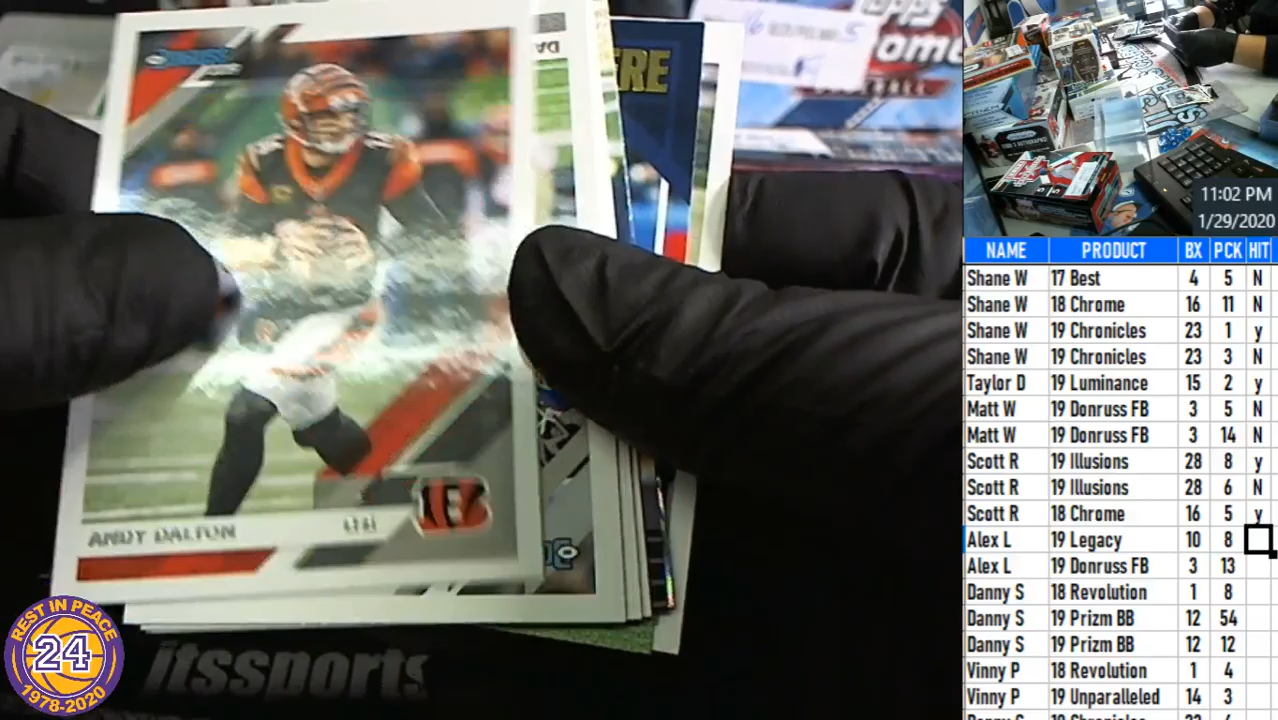 DONRUSS
ERE
5
ANDY DALTON
QB
B
itssports
REST IN PEACE
24
1978-2020
11:02 PM
1/29/2020
NAME PRODUCT BX PCK HIT
Shane W 17 Best 4 5 N
Shane W 18 Chrome 16 11 N
Shane W 19 Chronicles 23 1 y
Shane W 19 Chronicles 23 3 N
Taylor D 19 Luminance 15 2 y
Matt W 19 Donruss FB 3 5 N
Matt W 19 Donruss FB 3 14 N
Scott R 19 Illusions 28 8 y
Scott R 19 Illusions 28 6 N
Scott R 18 Chrome 16 5 y
Alex L 19 Legacy 10 8
Alex L 19 Donruss FB 3 13
Danny S 18 Revolution 1 8
Danny S 19 Prizm BB 12 54
Danny S 19 Prizm BB 12 12
Vinny P 18 Revolution 1 4
Vinny P 19 Unparalleled 14 3